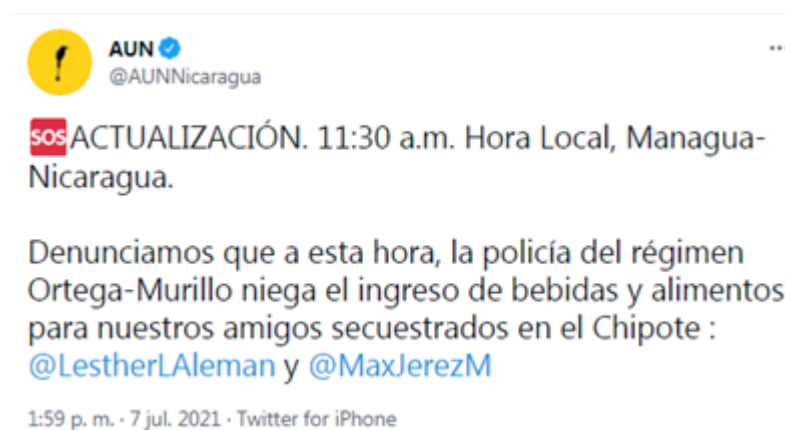 AUN
@AUNNicaragua
SOS ACTUALIZACIÓN. 11:30 a.m. Hora Local, Managua-
Nicaragua.
Denunciamos que a esta hora, la policía del régimen
Ortega-Murillo niega el ingreso de bebidas y alimentos
para nuestros amigos secuestrados en el Chipote :
@LestherLAleman y @MaxJerezM
1:59 p. m. · 7 jul. 2021 · Twitter for iPhone